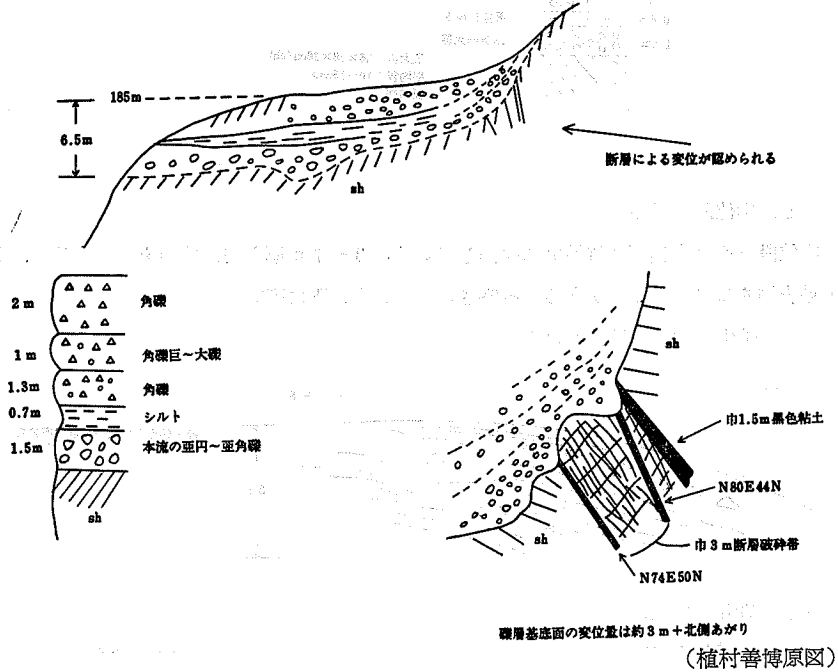 185m
6.5m
断層による変位が認められる
sh
2m
角礫
1m
角礫巨~大礫
1.3m
角礫
0.7m
シルト
1.5m
本流の亜円~亜角礫
sh
sh
巾1.5m黒色粘土
N80E44N
sh
巾3m断層破砕帯
N74E50N
礫層基底面の変位量は約3m+北側あがり
(植村善博原図)